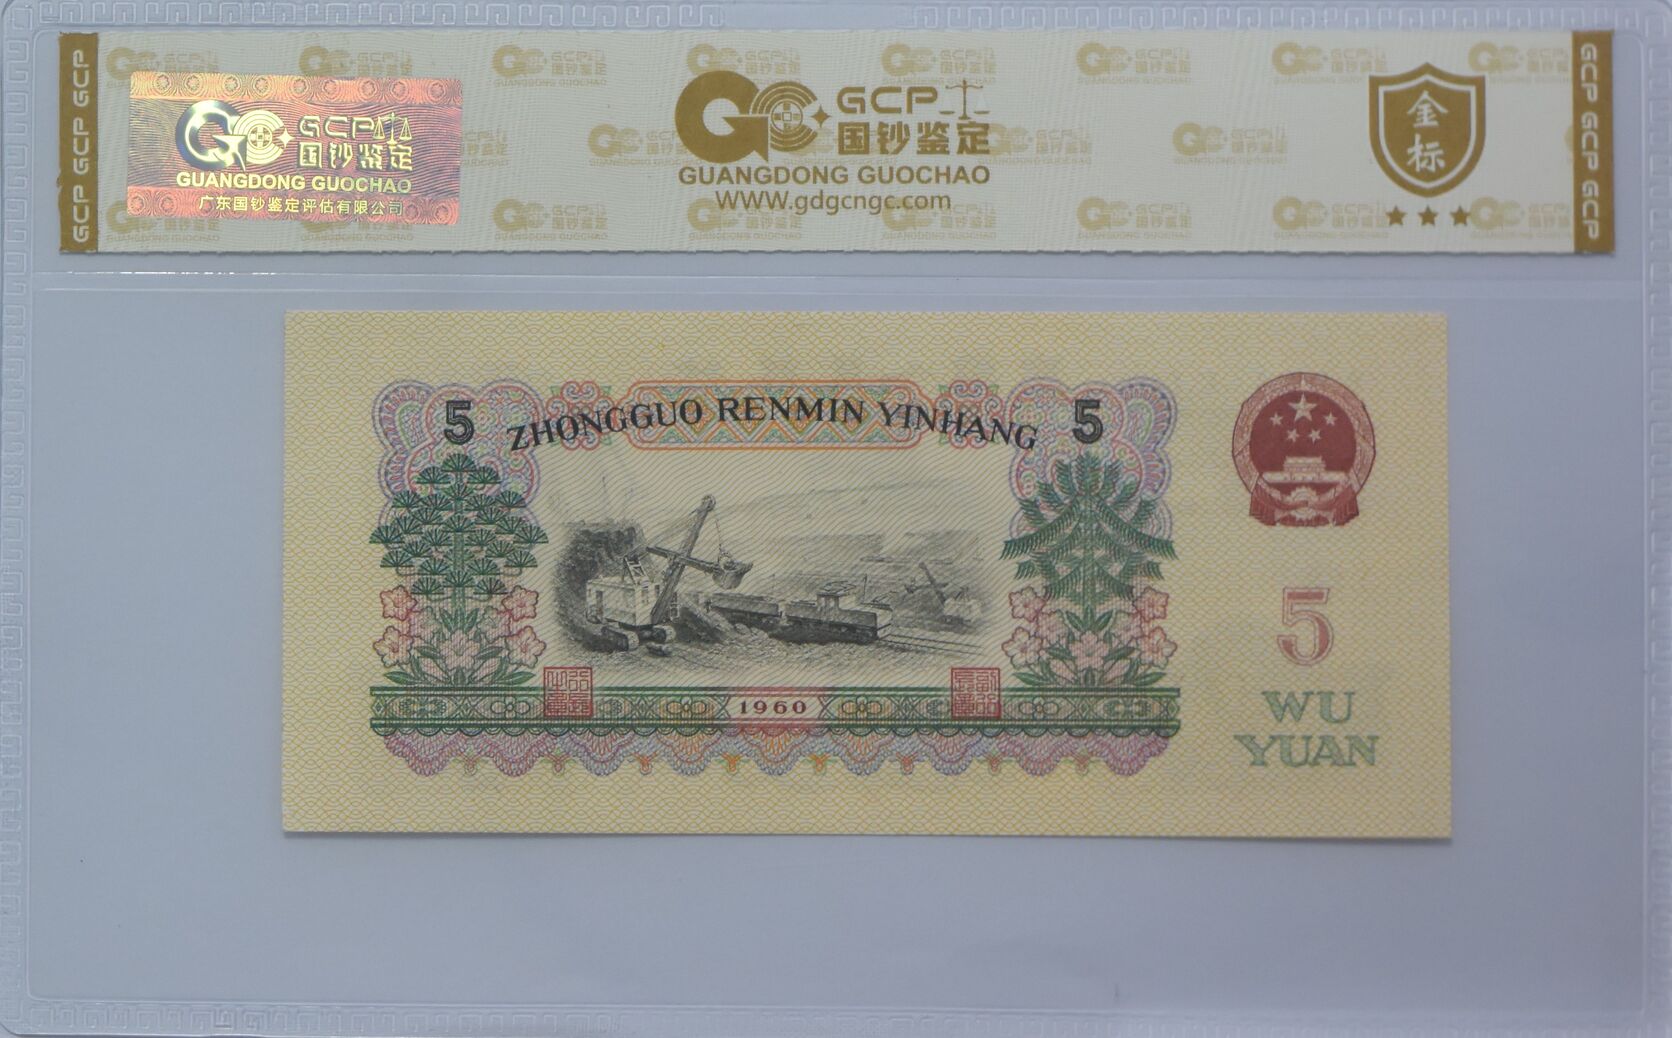 GCP GCP GCP
GCP
国钞鉴定
GUANGDONG GUOCHAO
广东国钞鉴定评估有限公司
GCP
国钞鉴定
GUANGDONG GUOCHAO
WWW.gdgcngc.com
金标
GCP GCP GCP
5 ZHONGGUO RENMIN YINHANG 5
1960
5
WU
YUAN